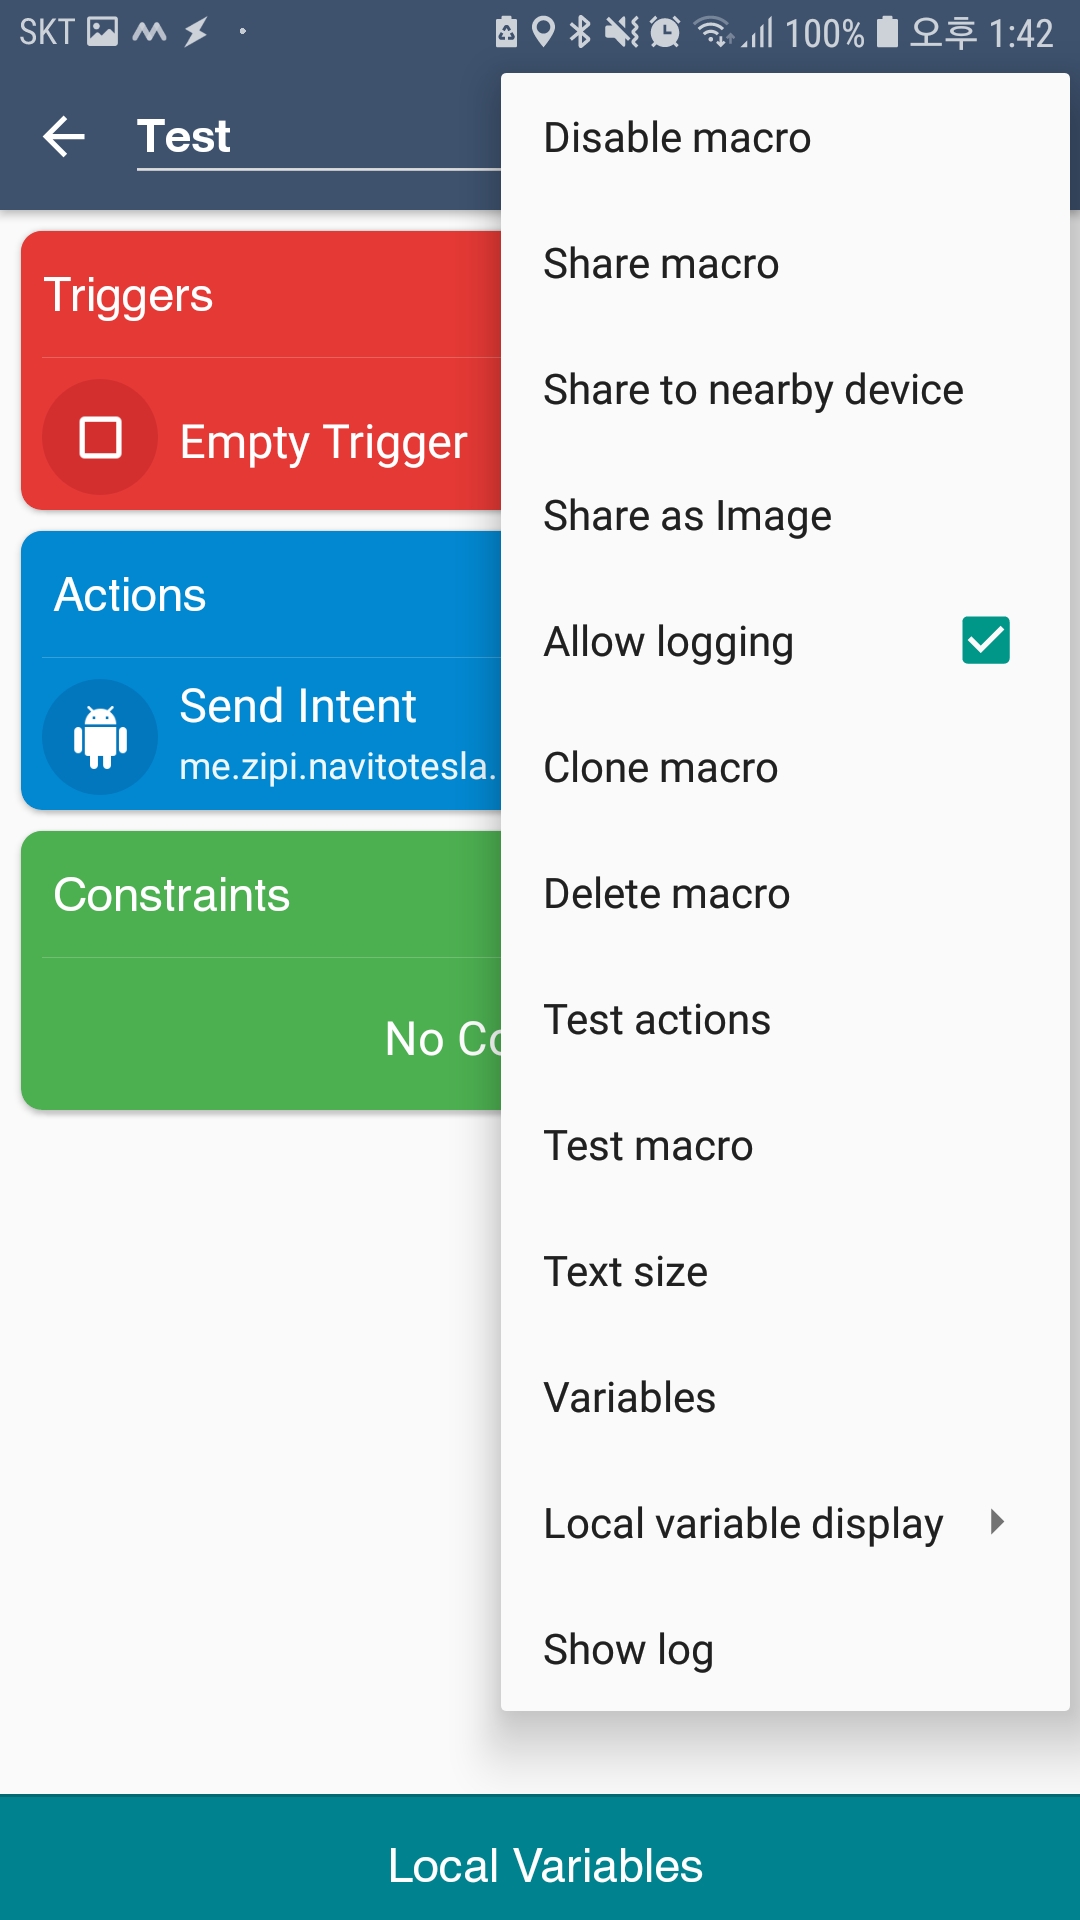 SKT 100% 오후 1:42
Test
Disable macro
Share macro
Share to nearby device
Share as Image
Allow logging
Clone macro
Delete macro
Test actions
Test macro
Text size
Variables
Local variable display
Show log
Triggers
Empty Trigger
Actions
Send Intent
me.zipi.navitotesla.
Constraints
No Co
Local Variables